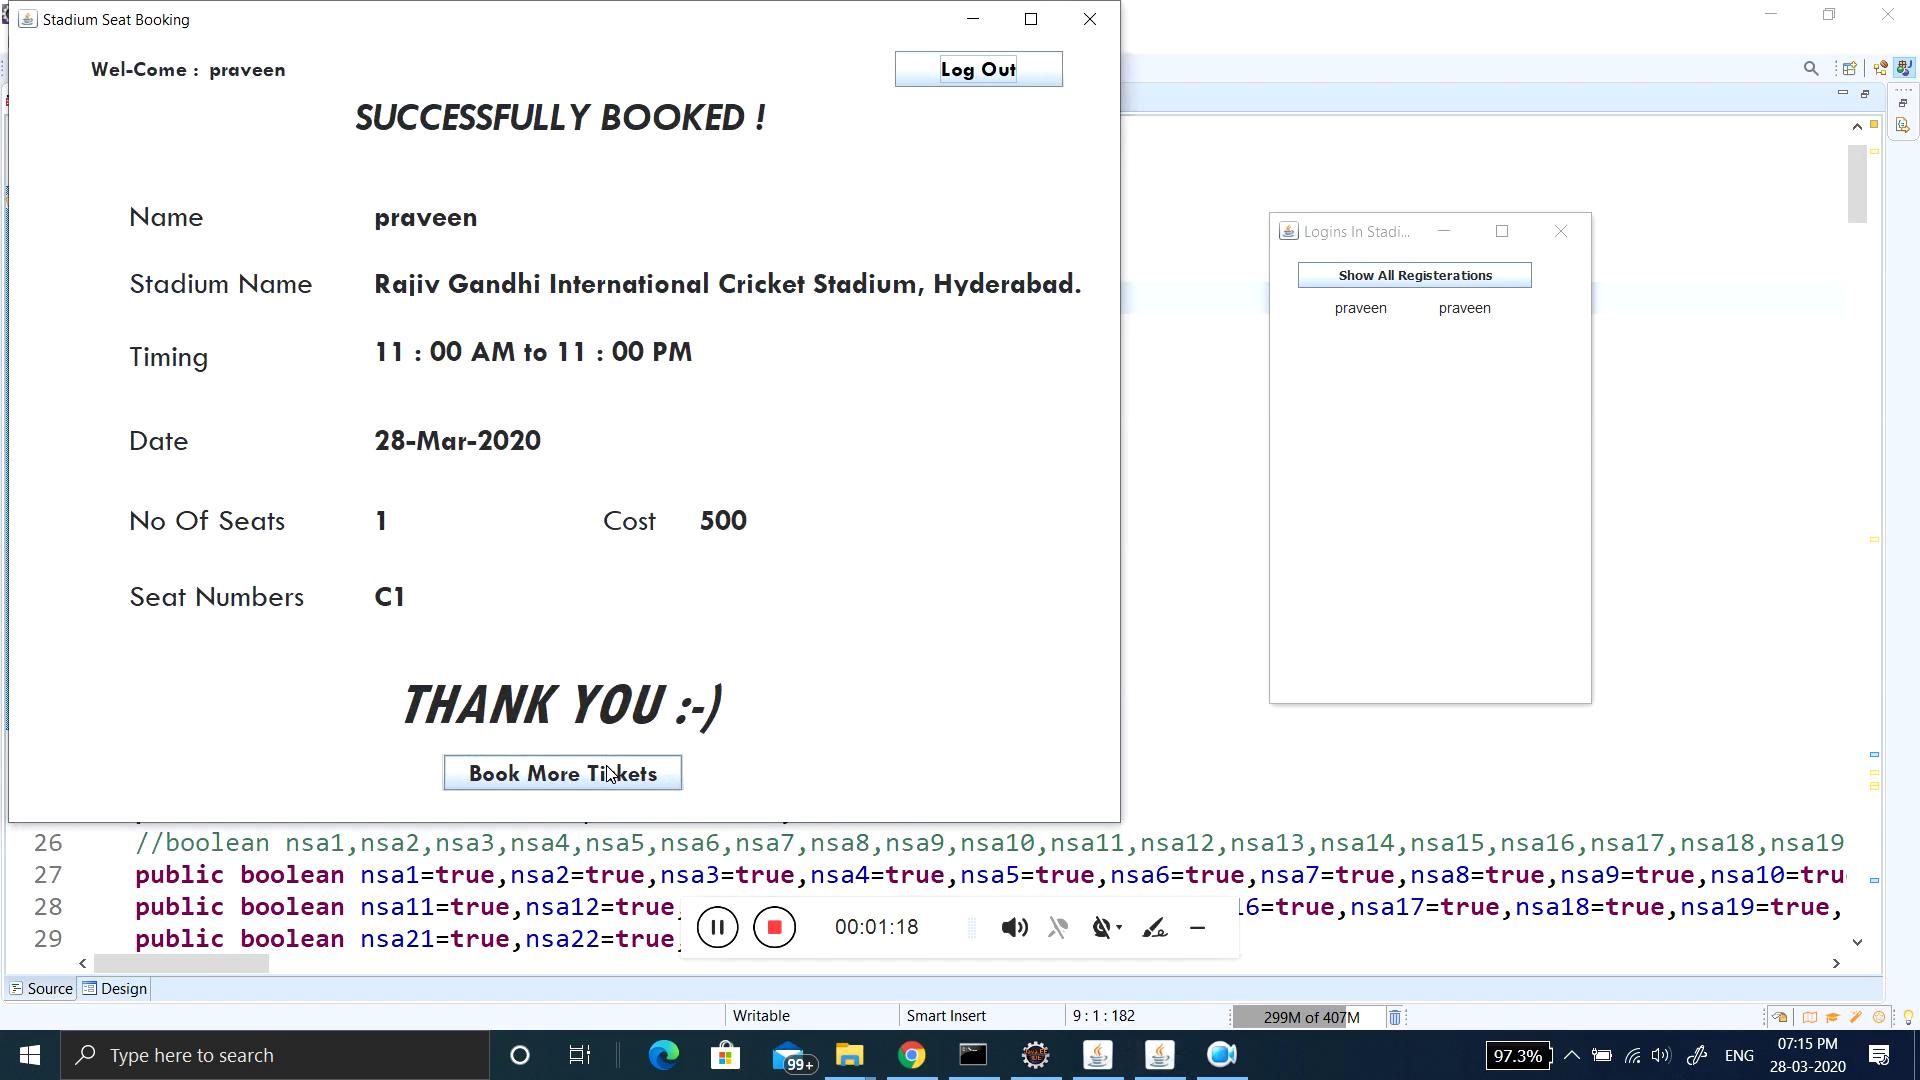 Stadium Seat Booking
Wel-Come : praveen
Log Out
SUCCESSFULLY BOOKED !
Name praveen
Stadium Name Rajiv Gandhi International Cricket Stadium, Hyderabad.
Timing 11 : 00 AM to 11 : 00 PM
Date 28-Mar-2020
No Of Seats 1 Cost 500
Seat Numbers C1
THANK YOU :-)
Book More Tickets
Logins In Stadi...
Show All Registerations
praveen praveen
26 //boolean nsa1,nsa2,nsa3,nsa4,nsa5,nsa6,nsa7,nsa8,nsa9,nsa10,nsa11,nsa12,nsa13,nsa14,nsa15,nsa16,nsa17,nsa18,nsa19
27 public boolean nsa1=true,nsa2=true,nsa3=true,nsa4=true,nsa5=true,nsa6=true,nsa7=true,nsa8=true,nsa9=true,nsa10=tru
28 public boolean nsa11=true,nsa12=true, 16=true,nsa17=true,nsa18=true,nsa19=true,
29 public boolean nsa21=true,nsa22=true,
00:01:18
Source Design
Writable Smart Insert 9 : 1 : 182 299M of 407M
Type here to search
99+
97.3%
ENG
07:15 PM
28-03-2020